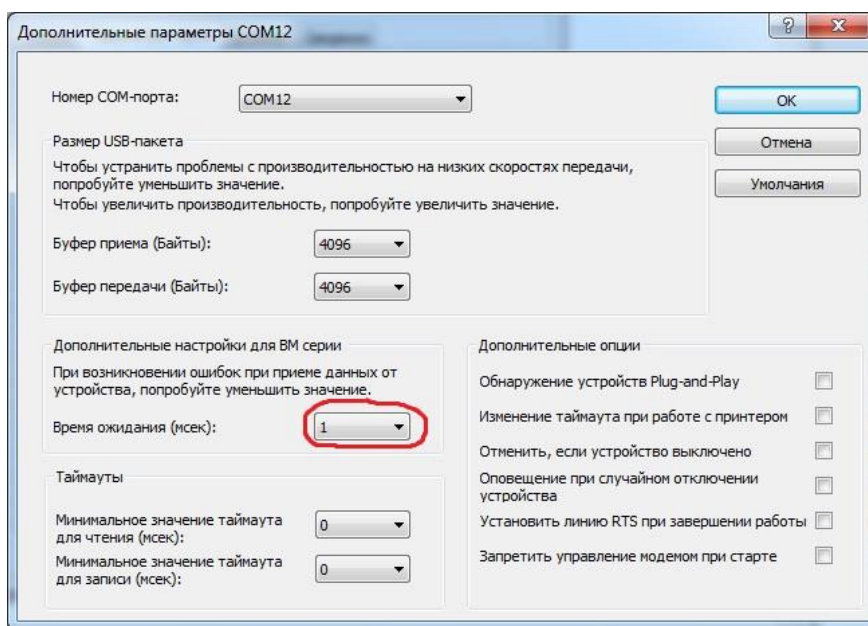 Дополнительные параметры COM12
Номер COM-порта:
COM12
OK
Отмена
Умолчания
Размер USB-пакета
Чтобы устранить проблемы с производительностью на низких скоростях передачи,
попробуйте уменьшить значение.
Чтобы увеличить производительность, попробуйте увеличить значение.
Буфер приема (Байты):
4096
Буфер передачи (Байты):
4096
Дополнительные настройки для BM серии
При возникновении ошибок при приеме данных от
устройства, попробуйте уменьшить значение.
Время ожидания (мсек):
1
Таймауты
Минимальное значение таймаута
для чтения (мсек):
0
Минимальное значение таймаута
для записи (мсек):
0
Дополнительные опции
Обнаружение устройств Plug-and-Play
Изменение таймаута при работе с принтером
Отменить, если устройство выключено
Оповещение при случайном отключении
устройства
Установить линию RTS при завершении работы
Запретить управление модемом при старте